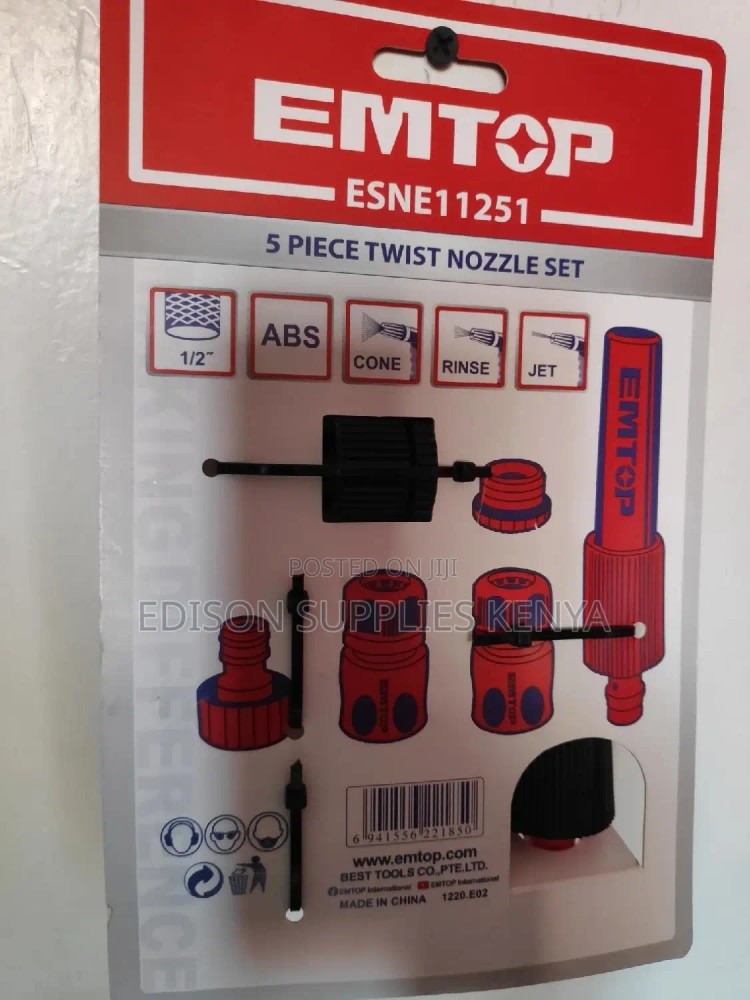 EMTOP
ESNE11251
5 PIECE TWIST NOZZLE SET
1/2"
ABS
CONE
RINSE
JET
EMTOP
POSTED ON JIJI
EDISON SUPPLIES KENYA
EMTOP
EMTOP
6 941556 221850
www.emtop.com
BEST TOOLS CO.,PTE.LTD.
EMTOP International EMTOP International
MADE IN CHINA 1220.E02